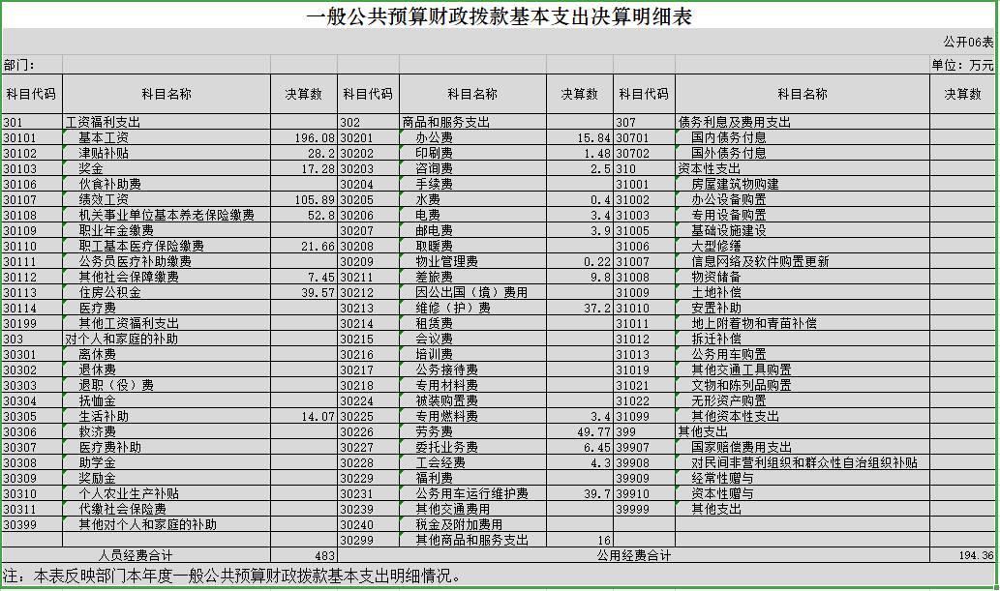 一般公共预算财政拨款基本支出决算明细表
公开06表
部门： 单位：万元
科目代码 科目名称 决算数 科目代码 科目名称 决算数 科目代码 科目名称 决算数
301 工资福利支出 302 商品和服务支出 307 债务利息及费用支出
30101 基本工资 196.08 30201 办公费 15.84 30701 国内债务付息
30102 津贴补贴 28.2 30202 印刷费 1.48 30702 国外债务付息
30103 奖金 17.28 30203 咨询费 2.5 310 资本性支出
30106 伙食补助费 30204 手续费 31001 房屋建筑物购建
30107 绩效工资 105.89 30205 水费 0.4 31002 办公设备购置
30108 机关事业单位基本养老保险缴费 52.8 30206 电费 3.4 31003 专用设备购置
30109 职业年金缴费 30207 邮电费 3.9 31005 基础设施建设
30110 职工基本医疗保险缴费 21.66 30208 取暖费 31006 大型修缮
30111 公务员医疗补助缴费 30209 物业管理费 0.22 31007 信息网络及软件购置更新
30112 其他社会保障缴费 7.45 30211 差旅费 9.8 31008 物资储备
30113 住房公积金 39.57 30212 因公出国（境）费用 31009 土地补偿
30114 医疗费 30213 维修（护）费 37.2 31010 安置补助
30199 其他工资福利支出 30214 租赁费 31011 地上附着物和青苗补偿
303 对个人和家庭的补助 30215 会议费 31012 拆迁补偿
30301 离休费 30216 培训费 31013 公务用车购置
30302 退休费 30217 公务接待费 31019 其他交通工具购置
30303 退职（役）费 30218 专用材料费 31021 文物和陈列品购置
30304 抚恤金 30224 被装购置费 31022 无形资产购置
30305 生活补助 14.07 30225 专用燃料费 3.4 31099 其他资本性支出
30306 救济费 30226 劳务费 49.77 399 其他支出
30307 医疗费补助 30227 委托业务费 6.45 39907 国家赔偿费用支出
30308 助学金 30228 工会经费 4.3 39908 对民间非营利组织和群众性自治组织补贴
30309 奖励金 30229 福利费 39909 经常性赠与
30310 个人农业生产补贴 30231 公务用车运行维护费 39.7 39910 资本性赠与
30311 代缴社会保险费 30239 其他交通费用 39999 其他支出
30399 其他对个人和家庭的补助 30240 税金及附加费用
30299 其他商品和服务支出 16
人员经费合计 483 公用经费合计 194.36
注：本表反映部门本年度一般公共预算财政拨款基本支出明细情况。